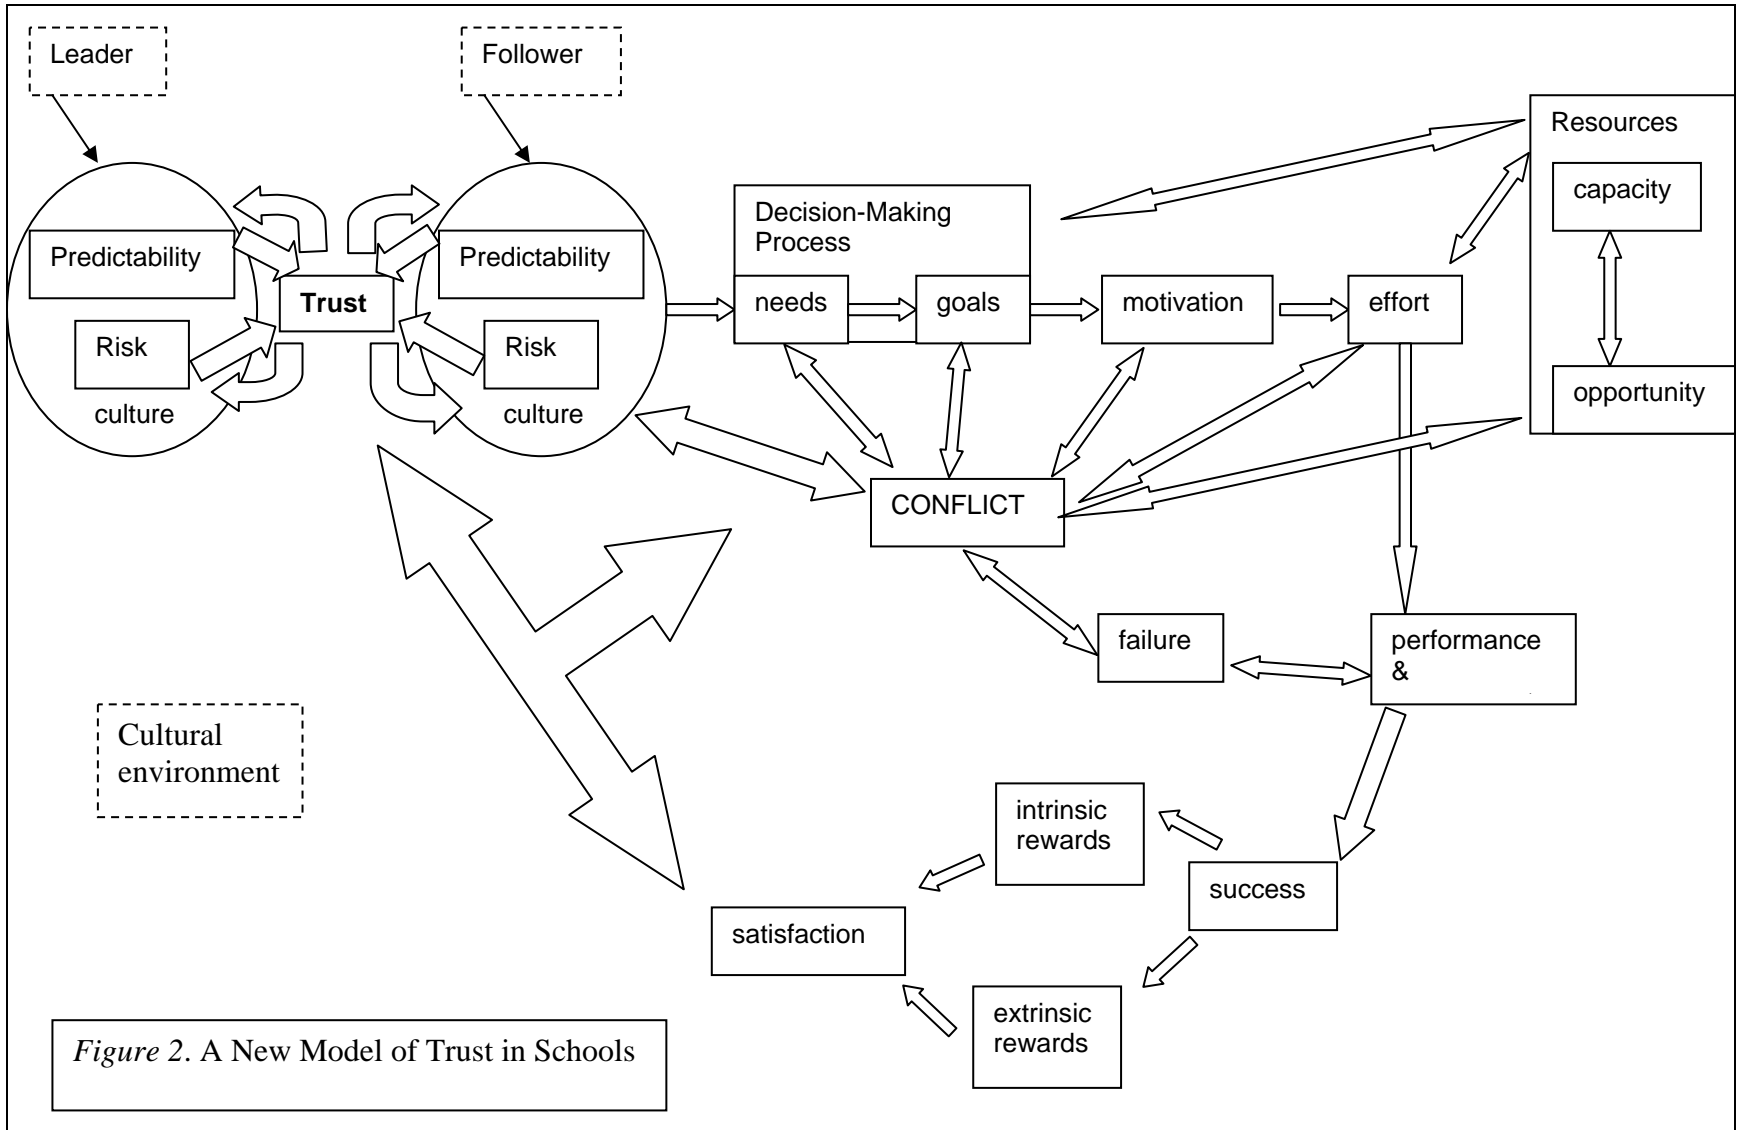 Leader
Follower
Resources
capacity
opportunity
Decision-Making
Process
Predictability
Trust
Predictability
needs
goals
motivation
effort
Risk
culture
Risk
culture
CONFLICT
failure
performance
&
Cultural
environment
intrinsic
rewards
success
satisfaction
extrinsic
rewards
Figure 2. A New Model of Trust in Schools